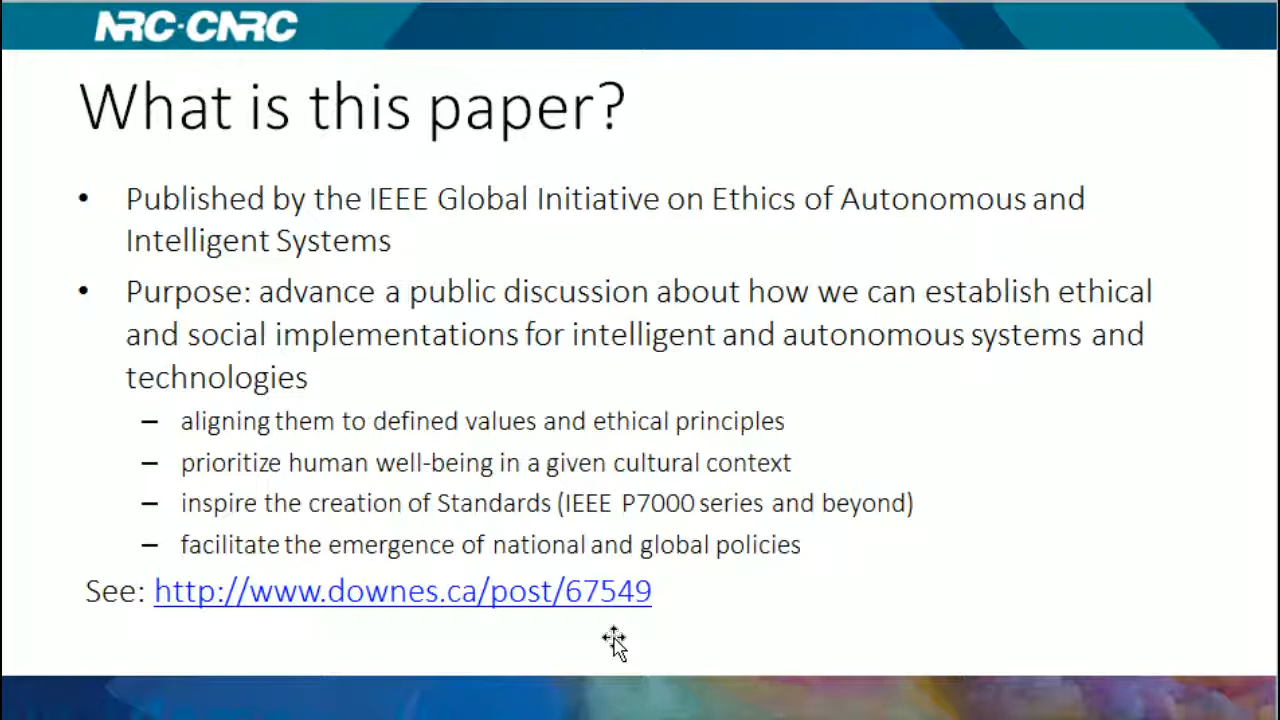 NRC·CNRC
What is this paper?
• Published by the IEEE Global Initiative on Ethics of Autonomous and
Intelligent Systems
• Purpose: advance a public discussion about how we can establish ethical
and social implementations for intelligent and autonomous systems and
technologies
– aligning them to defined values and ethical principles
– prioritize human well-being in a given cultural context
– inspire the creation of Standards (IEEE P7000 series and beyond)
– facilitate the emergence of national and global policies
See: http://www.downes.ca/post/67549